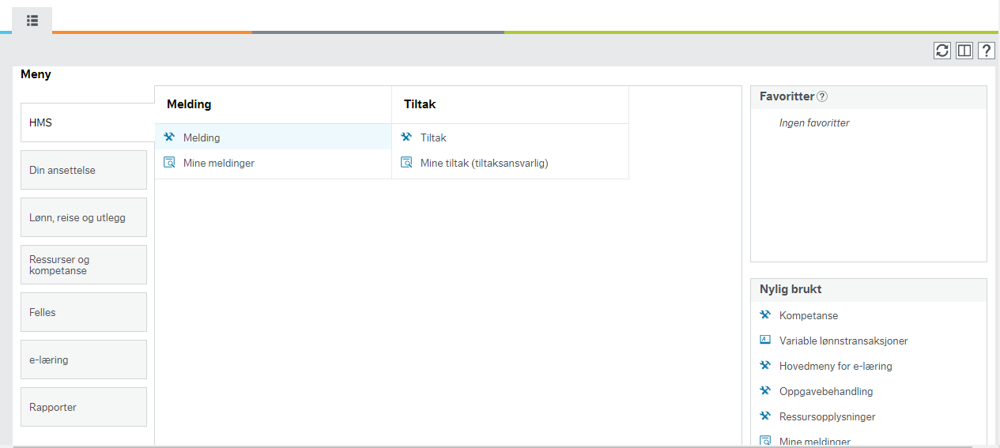 Meny
HMS
Din ansettelse
Lønn, reise og utlegg
Ressurser og
kompetanse
Felles
e-læring
Rapporter
Melding
Melding
Mine meldinger
Tiltak
Tiltak
Mine tiltak (tiltaksansvarlig)
Favoritter ?
Ingen favoritter
Nylig brukt
Kompetanse
Variable lønnstransaksjoner
Hovedmeny for e-læring
Oppgavebehandling
Ressursopplysninger
Mine meldinger